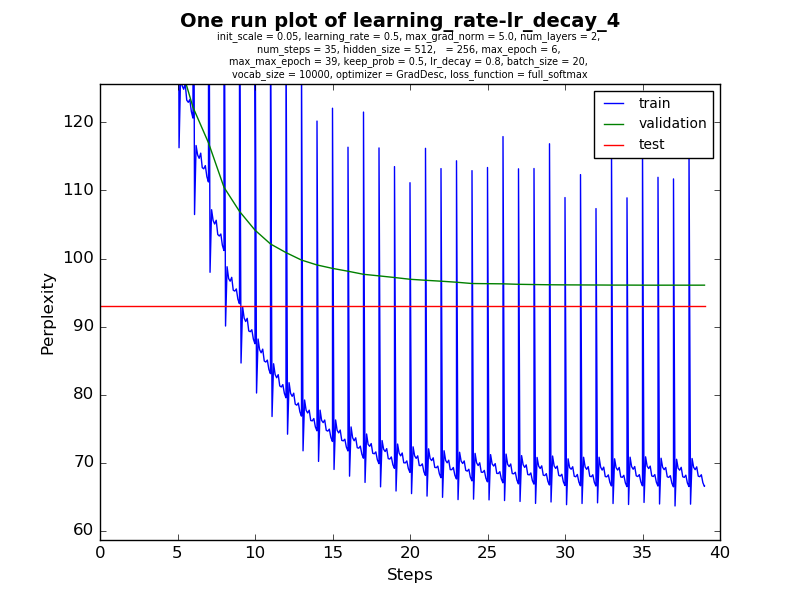 One run plot of learning_rate-lr_decay_4
init_scale = 0.05, learning_rate = 0.5, max_grad_norm = 5.0, num_layers = 2,
num_steps = 35, hidden_size = 512,   = 256, max_epoch = 6,
max_max_epoch = 39, keep_prob = 0.5, lr_decay = 0.8, batch_size = 20,
vocab_size = 10000, optimizer = GradDesc, loss_function = full_softmax
train
validation
test
120
110
100
90
80
70
60
Perplexity
0 5 10 15 20 25 30 35 40
Steps